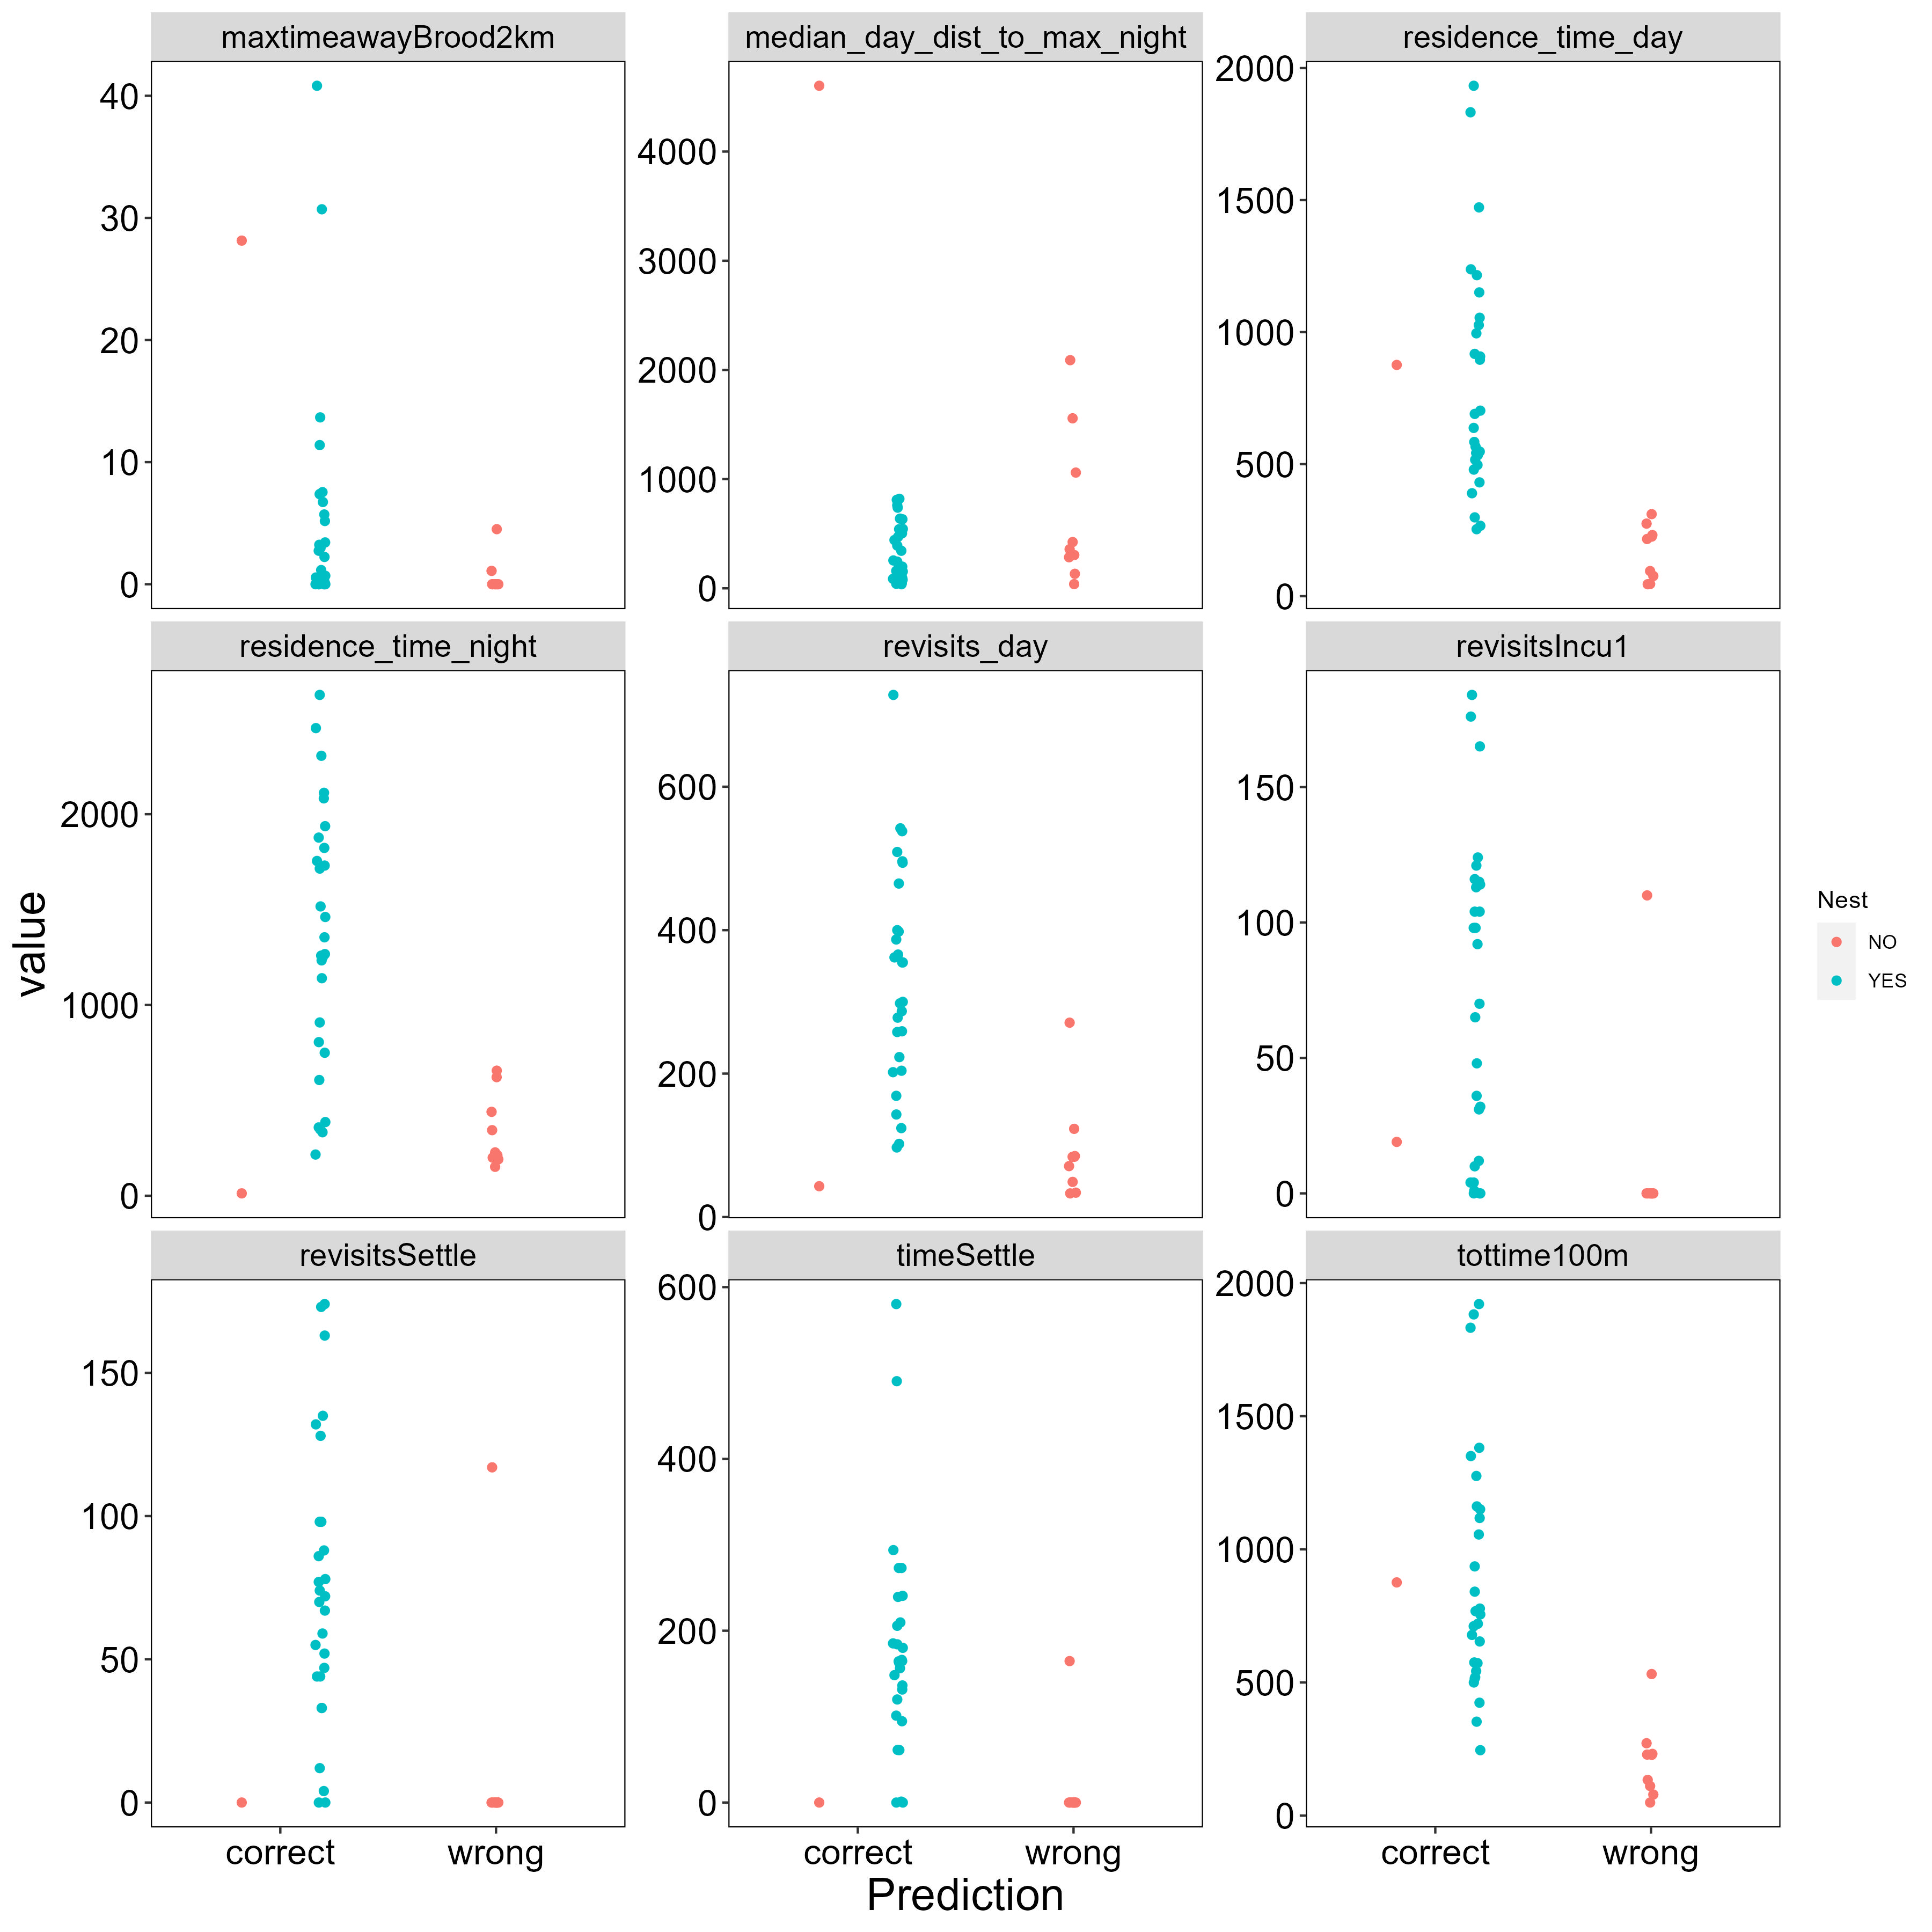 maxtimeawayBrood2km
median_day_dist_to_max_night
residence_time_day
40
30
20
10
0
4000
3000
2000
1000
0
2000
1500
1000
500
0
residence_time_night
revisits_day
revisitsIncu1
2000
1000
0
600
400
200
0
150
100
50
0
revisitsSettle
timeSettle
tottime100m
150
100
50
0
600
400
200
0
2000
1500
1000
500
0
correct wrong
correct wrong
correct wrong
Prediction
value
Nest
NO
YES